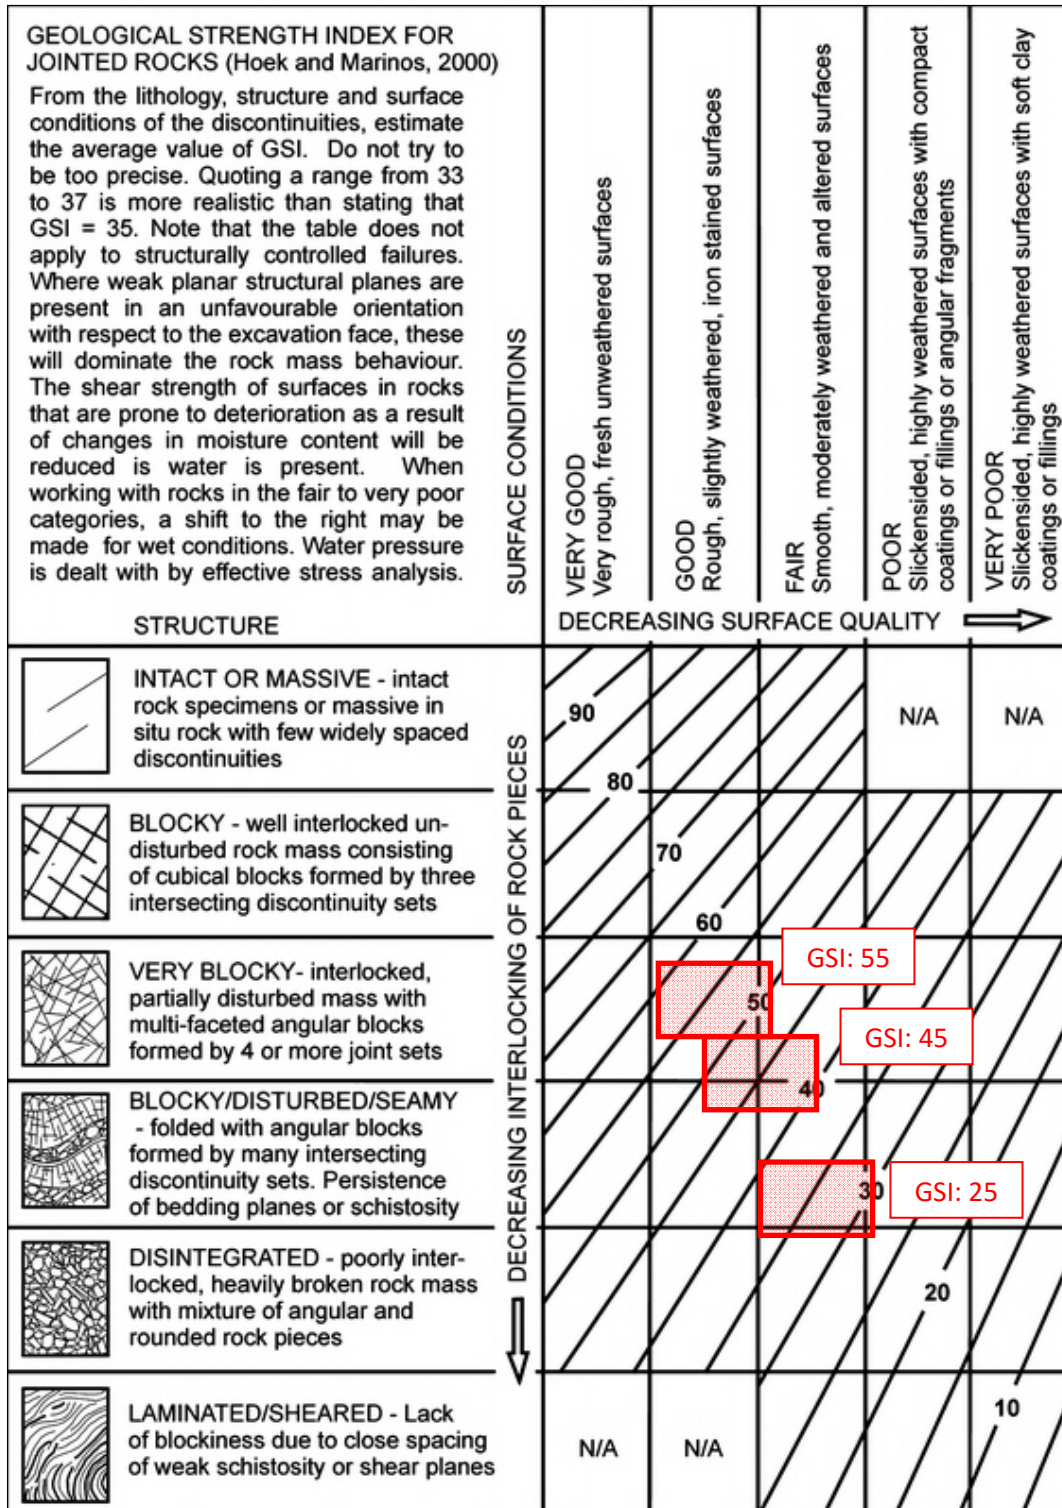 GEOLOGICAL STRENGTH INDEX FOR
JOINTED ROCKS (Hoek and Marinos, 2000)
From the lithology, structure and surface
conditions of the discontinuities, estimate
the average value of GSI. Do not try to
be too precise. Quoting a range from 33
to 37 is more realistic than stating that
GSI = 35. Note that the table does not
apply to structurally controlled failures.
Where weak planar structural planes are
present in an unfavourable orientation
with respect to the excavation face, these
will dominate the rock mass behaviour.
The shear strength of surfaces in rocks
that are prone to deterioration as a result
of changes in moisture content will be
reduced is water is present. When
working with rocks in the fair to very poor
categories, a shift to the right may be
made for wet conditions. Water pressure
is dealt with by effective stress analysis.
STRUCTURE
SURFACE CONDITIONS
VERY GOOD
Very rough, fresh unweathered surfaces
GOOD
Rough, slightly weathered, iron stained surfaces
FAIR
Smooth, moderately weathered and altered surfaces
POOR
Slickensided, highly weathered surfaces with compact
coatings or fillings or angular fragments
VERY POOR
Slickensided, highly weathered surfaces with soft clay
coatings or fillings
DECREASING SURFACE QUALITY
INTACT OR MASSIVE - intact
rock specimens or massive in
situ rock with few widely spaced
discontinuities
BLOCKY - well interlocked un-
disturbed rock mass consisting
of cubical blocks formed by three
intersecting discontinuity sets
VERY BLOCKY- interlocked,
partially disturbed mass with
multi-faceted angular blocks
formed by 4 or more joint sets
BLOCKY/DISTURBED/SEAMY
- folded with angular blocks
formed by many intersecting
discontinuity sets. Persistence
of bedding planes or schistosity
DISINTEGRATED - poorly inter-
locked, heavily broken rock mass
with mixture of angular and
rounded rock pieces
LAMINATED/SHEARED - Lack
of blockiness due to close spacing
of weak schistosity or shear planes
DECREASING INTERLOCKING OF ROCK PIECES
90
N/A
N/A
80
70
60
GSI: 55
50
GSI: 45
40
30
GSI: 25
20
10
N/A
N/A